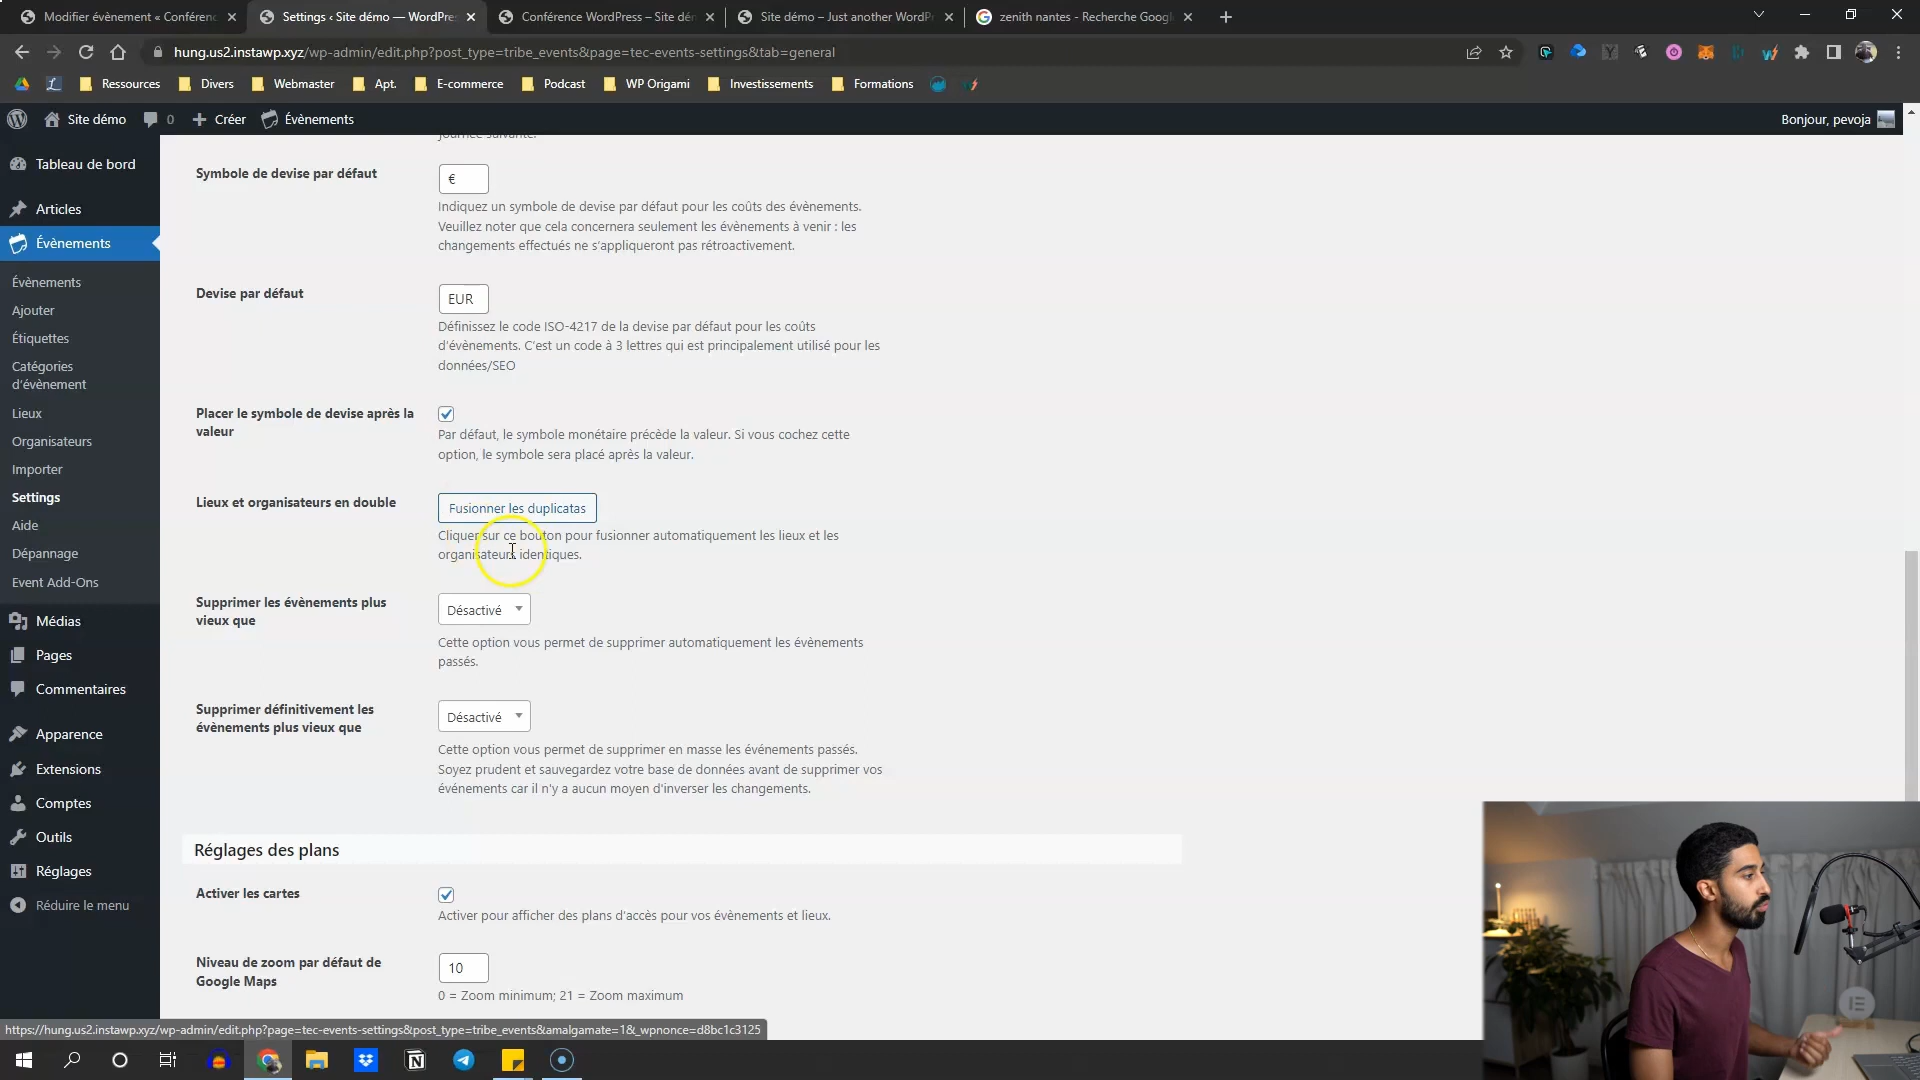 Modifier évènement « Conférenc
Settings ‹ Site démo — WordPres
Conférence WordPress – Site dém
Site démo – Just another WordPr
zenith nantes - Recherche Google
hung.us2.instawp.xyz/wp-admin/edit.php?post_type=tribe_events&page=tec-events-settings&tab=general
Ressources
Divers
Webmaster
Apt.
E-commerce
Podcast
WP Origami
Investissements
Formations
Site démo
0
Créer
Évènements
Bonjour, pevoja
Tableau de bord
Articles
Évènements
Évènements
Ajouter
Étiquettes
Catégories
d'évènement
Lieux
Organisateurs
Importer
Settings
Aide
Dépannage
Event Add-Ons
Médias
Pages
Commentaires
Apparence
Extensions
Comptes
Outils
Réglages
Réduire le menu
journée suivante.
Symbole de devise par défaut
€
Indiquez un symbole de devise par défaut pour les coûts des évènements.
Veuillez noter que cela concernera seulement les évènements à venir : les
changements effectués ne s'appliqueront pas rétroactivement.
Devise par défaut
EUR
Définissez le code ISO-4217 de la devise par défaut pour les coûts
d'évènements. C'est un code à 3 lettres qui est principalement utilisé pour les
données/SEO
Placer le symbole de devise après la
valeur
Par défaut, le symbole monétaire précède la valeur. Si vous cochez cette
option, le symbole sera placé après la valeur.
Lieux et organisateurs en double
Fusionner les duplicatas
Cliquer sur ce bouton pour fusionner automatiquement les lieux et les
organisateurs identiques.
Supprimer les évènements plus
vieux que
Désactivé
Cette option vous permet de supprimer automatiquement les évènements
passés.
Supprimer définitivement les
évènements plus vieux que
Désactivé
Cette option vous permet de supprimer en masse les événements passés.
Soyez prudent et sauvegardez votre base de données avant de supprimer vos
événements car il n'y a aucun moyen d'inverser les changements.
Réglages des plans
Activer les cartes
Activer pour afficher des plans d'accès pour vos évènements et lieux.
Niveau de zoom par défaut de
Google Maps
10
0 = Zoom minimum; 21 = Zoom maximum
https://hung.us2.instawp.xyz/wp-admin/edit.php?page=tec-events-settings&post_type=tribe_events&amalgamate=1&_wpnonce=d8bc1c3125